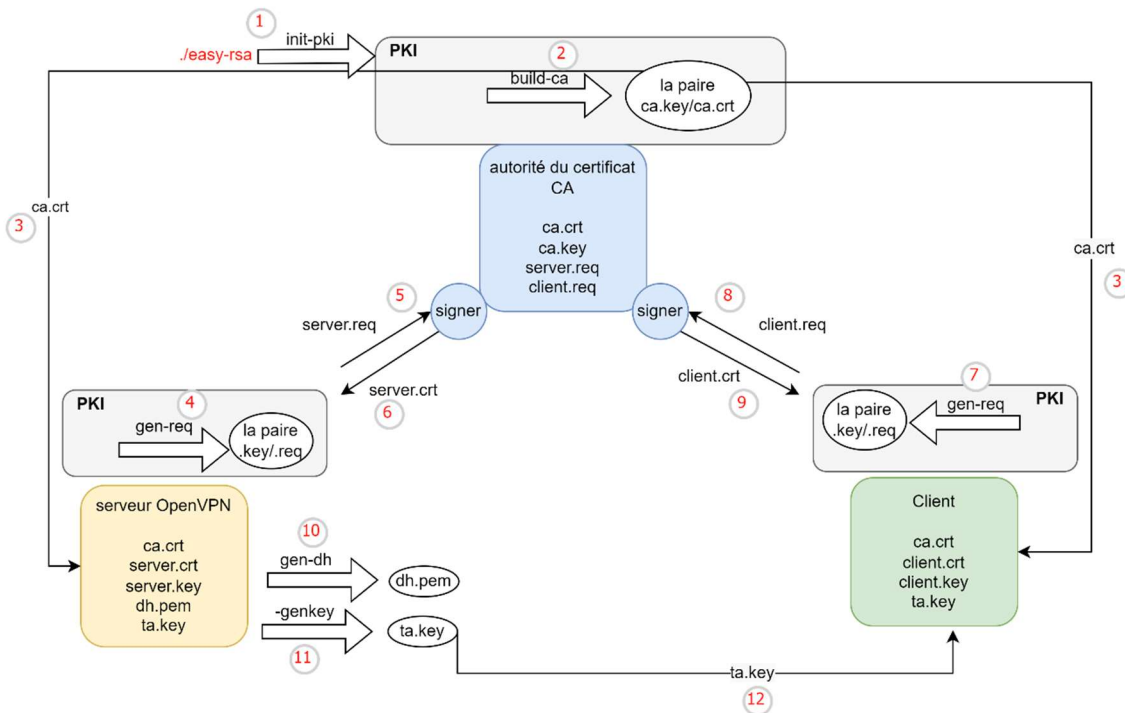 1
init-pki
./easy-rsa
PKI
2
build-ca
la paire
ca.key/ca.crt
autorité du certificat
CA
ca.crt
ca.key
server.req
client.req
ca.crt
3
ca.crt
3
5
signer
server.req
server.crt
6
signer
8
client.req
client.crt
9
PKI
4
gen-req
la paire
.key/.req
7
gen-req
PKI
la paire
.key/.req
serveur OpenVPN
ca.crt
server.crt
server.key
dh.pem
ta.key
10
gen-dh
dh.pem
-genkey
ta.key
11
Client
ca.crt
client.crt
client.key
ta.key
ta.key
12